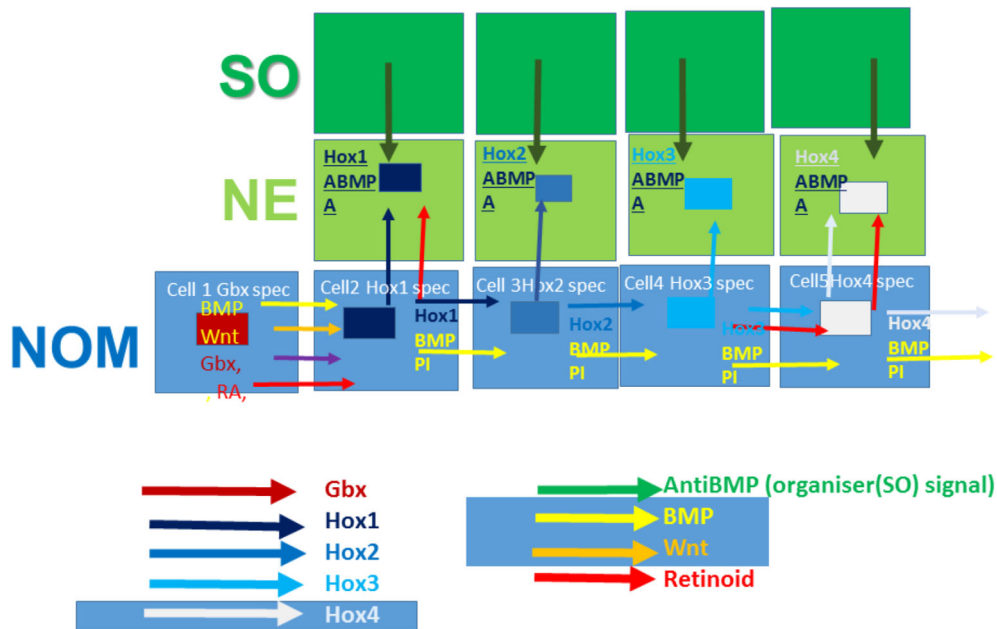 SO
NE
Hox1
ABMP
A
Hox2
ABMP
A
Hox3
ABMP
A
Hox4
ABMP
A
NOM
Cell 1 Gbx spec
BMP
Wnt
Gbx,
, RA,
Cell2 Hox1 spec
Hox1
BMP
PI
Cell 3Hox2 spec
Hox2
BMP
PI
Cell4 Hox3 spec
Hox3
BMP
PI
Cell5Hox4 spec
Hox4
BMP
PI
Gbx
Hox1
Hox2
Hox3
Hox4
AntiBMP (organiser(SO) signal)
BMP
Wnt
Retinoid